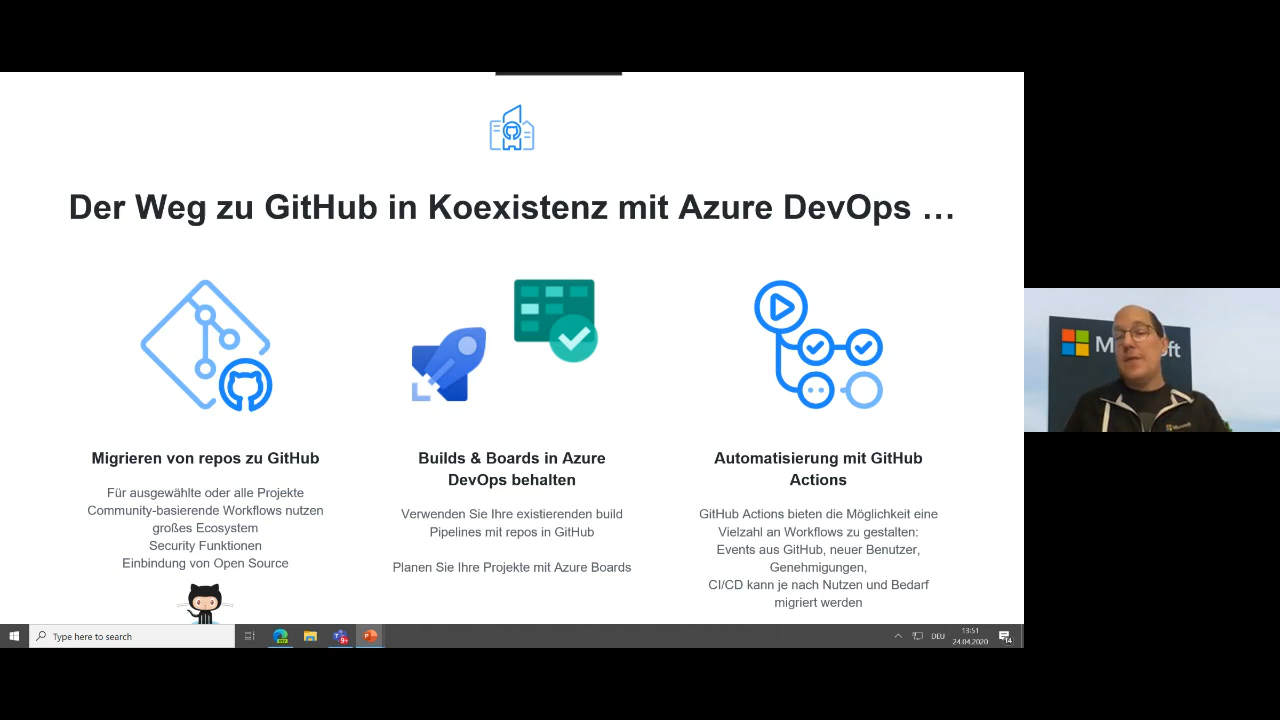 Der Weg zu GitHub in Koexistenz mit Azure DevOps …
Migrieren von repos zu GitHub
Für ausgewählte oder alle Projekte
Community-basierende Workflows nutzen
großes Ecosystem
Security Funktionen
Einbindung von Open Source
Builds & Boards in Azure
DevOps behalten
Verwenden Sie Ihre existierenden build
Pipelines mit repos in GitHub
Planen Sie Ihre Projekte mit Azure Boards
Automatisierung mit GitHub
Actions
GitHub Actions bieten die Möglichkeit eine
Vielzahl an Workflows zu gestalten:
Events aus GitHub, neuer Benutzer,
Genehmigungen,
CI/CD kann je nach Nutzen und Bedarf
migriert werden
Type here to search
DEU
13:51
24.04.2020
14
Microsoft